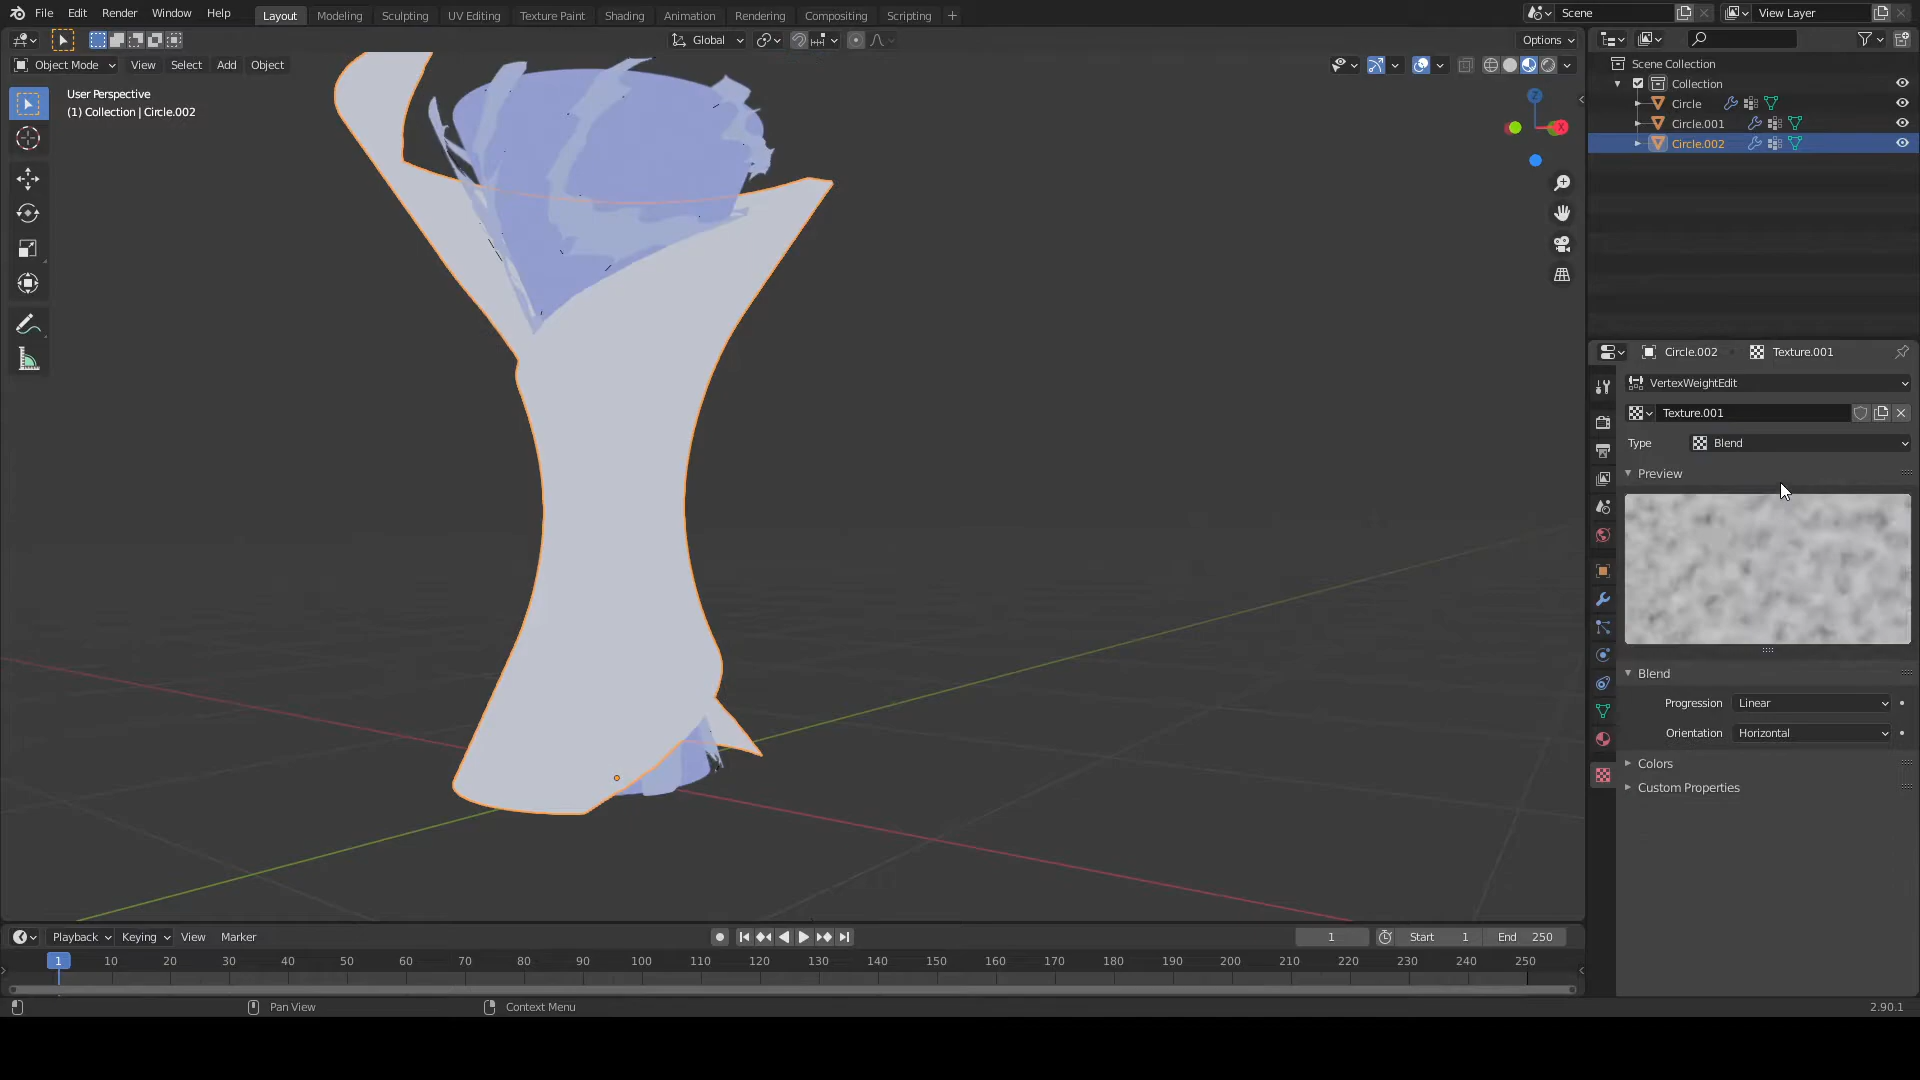 File Edit Render Window Help Layout Modeling Sculpting UV Editing Texture Paint Shading Animation Rendering Compositing Scripting + Scene View Layer
Global Options
Object Mode View Select Add Object
User Perspective
(1) Collection | Circle.002
Z
X
Scene Collection
Collection
Circle
Circle.001
Circle.002
Circle.002 Texture.001
VertexWeightEdit
Texture.001
Type Blend
Preview
Blend
Progression Linear
Orientation Horizontal
Colors
Custom Properties
Playback Keying View Marker 1 Start 1 End 250
1 10 20 30 40 50 60 70 80 90 100 110 120 130 140 150 160 170 180 190 200 210 220 230 240 250
Pan View Context Menu 2.90.1